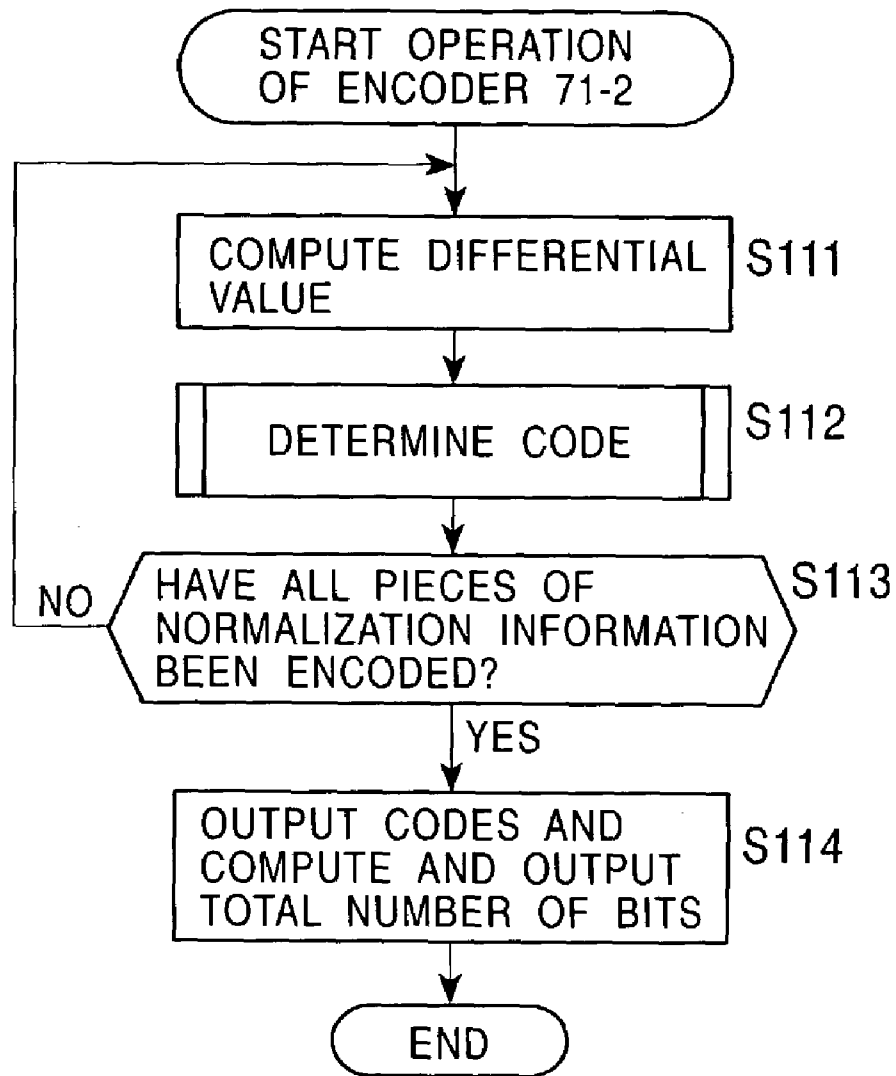 START OPERATION
OF ENCODER 71-2
COMPUTE DIFFERENTIAL
VALUE
S111
DETERMINE CODE
S112
HAVE ALL PIECES OF
NORMALIZATION INFORMATION
BEEN ENCODED?
S113
NO
YES
OUTPUT CODES AND
COMPUTE AND OUTPUT
TOTAL NUMBER OF BITS
S114
END